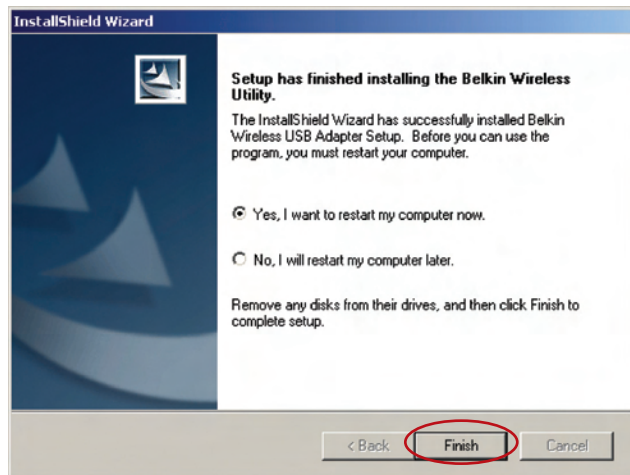 InstallShield Wizard
Setup has finished installing the Belkin Wireless
Utility.
The InstallShield Wizard has successfully installed Belkin
Wireless USB Adapter Setup.  Before you can use the
program, you must restart your computer.
Yes, I want to restart my computer now.
No, I will restart my computer later.
Remove any disks from their drives, and then click Finish to
complete setup.
< Back Finish Cancel